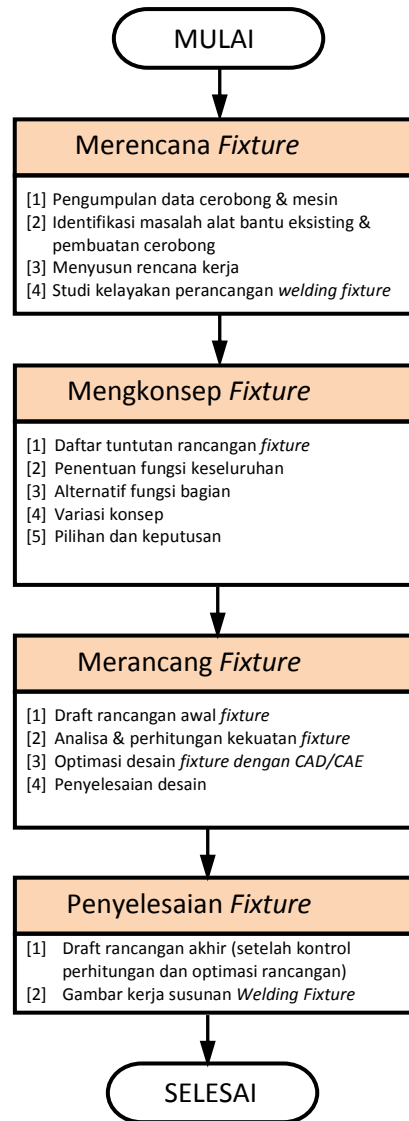 MULAI
Merencana Fixture
[1] Pengumpulan data cerobong & mesin
[2] Identifikasi masalah alat bantu eksisting &
pembuatan cerobong
[3] Menyusun rencana kerja
[4] Studi kelayakan perancangan welding fixture
Mengkonsep Fixture
[1] Daftar tuntutan rancangan fixture
[2] Penentuan fungsi keseluruhan
[3] Alternatif fungsi bagian
[4] Variasi konsep
[5] Pilihan dan keputusan
Merancang Fixture
[1] Draft rancangan awal fixture
[2] Analisa & perhitungan kekuatan fixture
[3] Optimasi desain fixture dengan CAD/CAE
[4] Penyelesaian desain
Penyelesaian Fixture
[1] Draft rancangan akhir (setelah kontrol
perhitungan dan optimasi rancangan)
[2] Gambar kerja susunan Welding Fixture
SELESAI